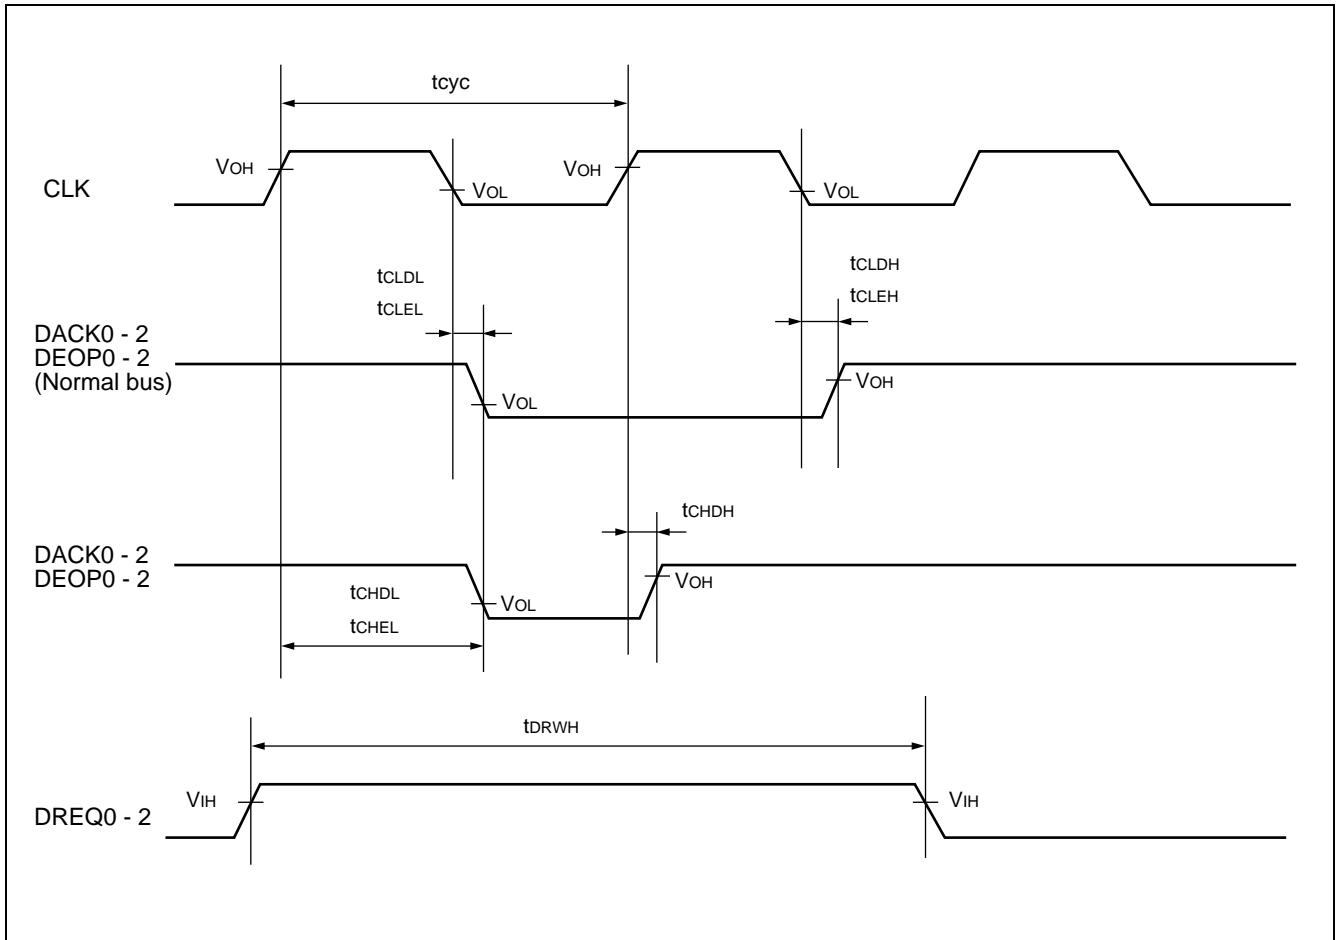 tcyc
VOH
VOH
CLK
VOL
VOL
tCLDL
tCLEL
tCLDH
tCLEH
DACK0 - 2
DEOP0 - 2
(Normal bus)
VOL
VOH
tCHDH
DACK0 - 2
DEOP0 - 2
tCHDL
tCHEL
VOL
VOH
tDRWH
VIH
VIH
DREQ0 - 2